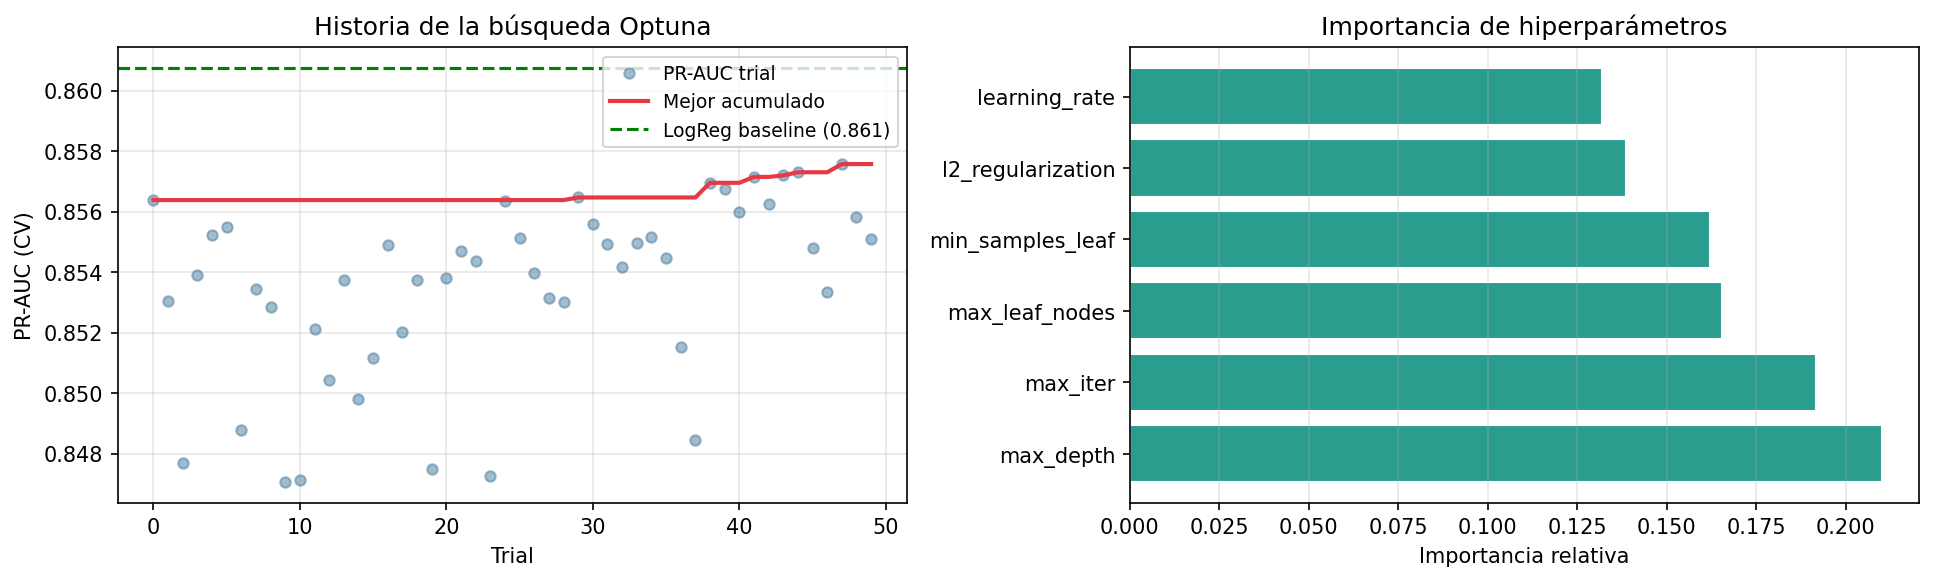 Historia de la búsqueda Optuna
PR-AUC (CV)
0.860
0.858
0.856
0.854
0.852
0.850
0.848
PR-AUC trial
Mejor acumulado
LogReg baseline (0.861)
0 10 20 30 40 50
Trial
Importancia de hiperparámetros
learning_rate
l2_regularization
min_samples_leaf
max_leaf_nodes
max_iter
max_depth
0.000 0.025 0.050 0.075 0.100 0.125 0.150 0.175 0.200
Importancia relativa